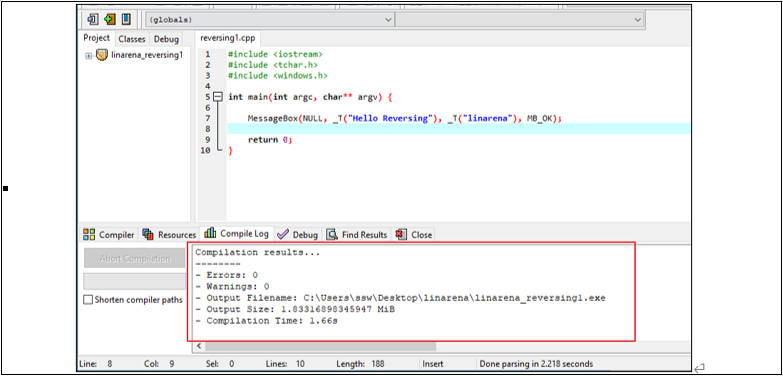 (globals)
Project Classes Debug
linarena_reversing1
reversing1.cpp
1 #include <iostream>
2 #include <tchar.h>
3 #include <windows.h>
4
5 int main(int argc, char** argv) {
6
7 MessageBox(NULL, _T("Hello Reversing"), _T("linarena"), MB_OK);
8
9 return 0;
10 }
Compiler Resources Compile Log Debug Find Results Close
Abort Compilation
Shorten compiler paths
Compilation results...
--------
- Errors: 0
- Warnings: 0
- Output Filename: C:\Users\ssw\Desktop\linarena\linarena_reversing1.exe
- Output Size: 1.83316898345947 MiB
- Compilation Time: 1.66s
Line: 8 Col: 9 Sel: 0 Lines: 10 Length: 188 Insert Done parsing in 2.218 seconds